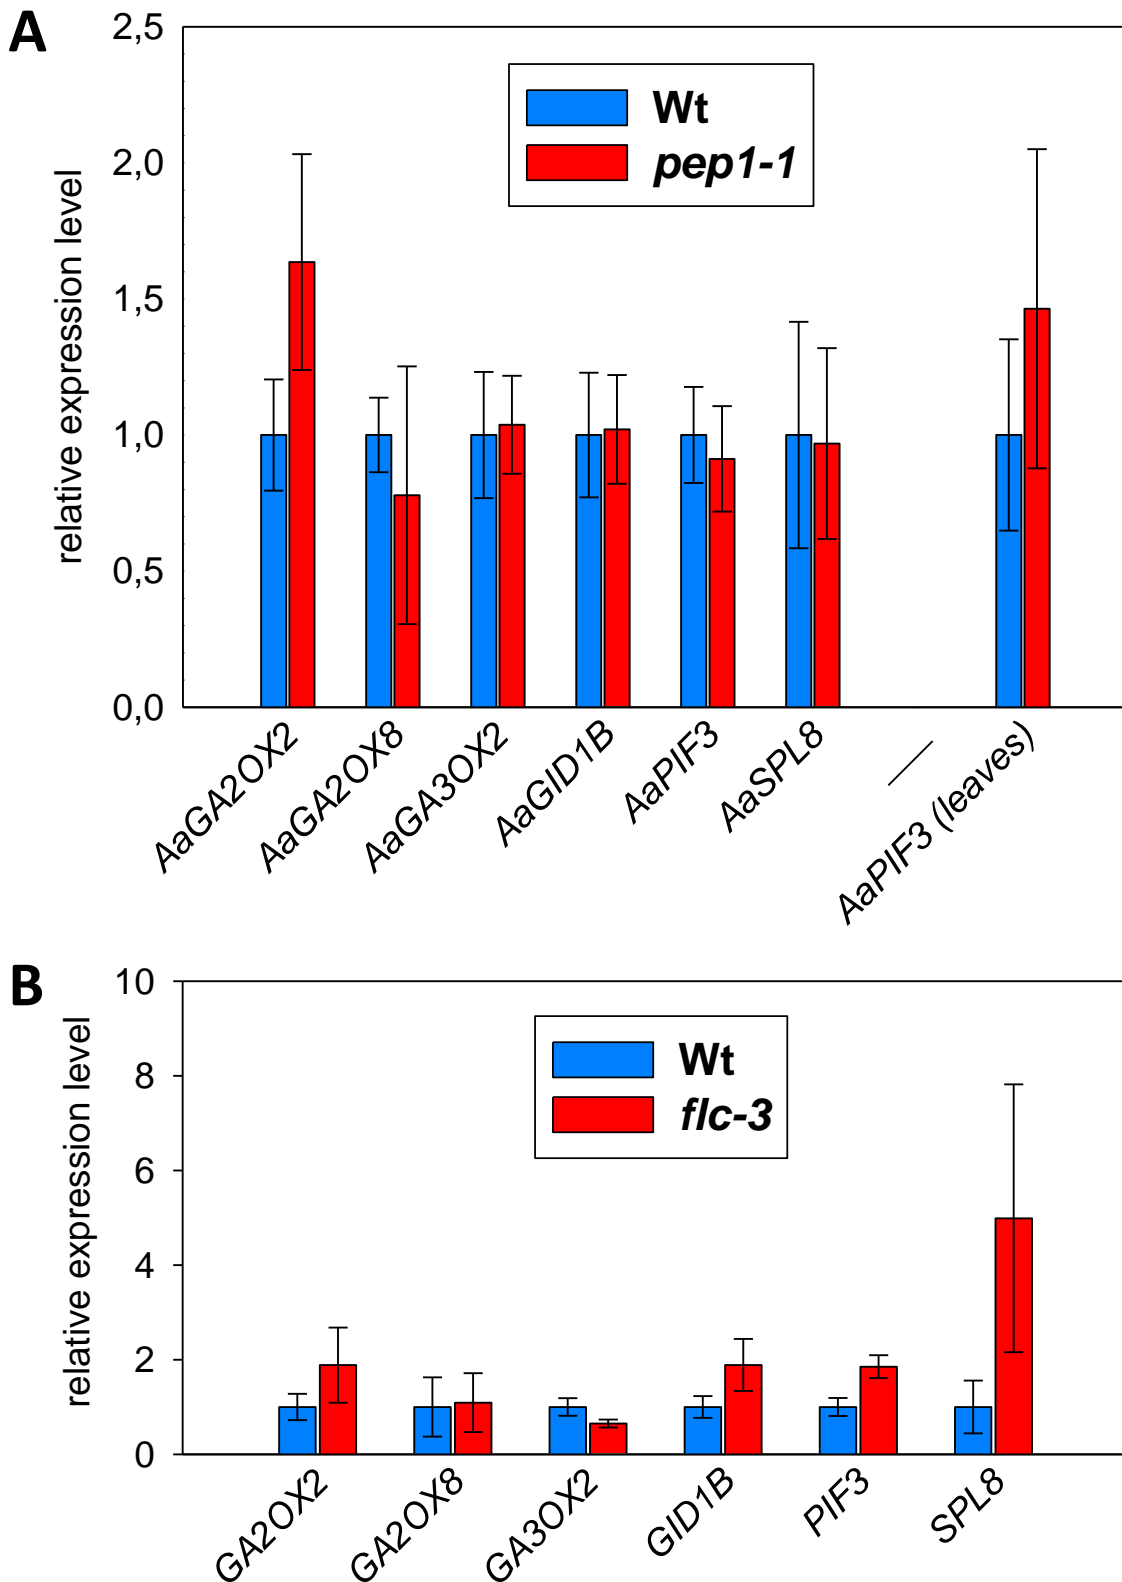 A
2,5
2,0
1,5
1,0
0,5
0,0
relative expression level
Wt
pep1-1
AaGA2OX2
AaGA2OX8
AaGA3OX2
AaGID1B
AaPIF3
AaSPL8
AaPIF3 (leaves)
B
10
8
6
4
2
0
relative expression level
Wt
flc-3
GA2OX2
GA2OX8
GA3OX2
GID1B
PIF3
SPL8